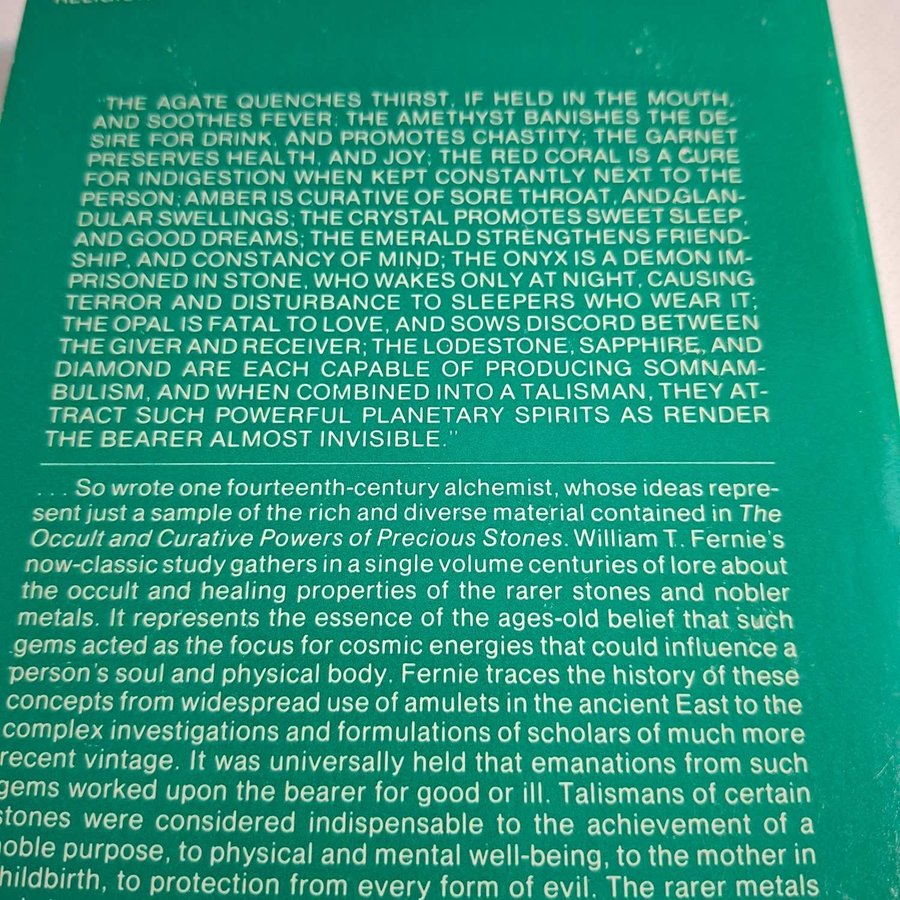 "THE AGATE QUENCHES THIRST, IF HELD IN THE MOUTH,
AND SOOTHES FEVER; THE AMETHYST BANISHES THE DE-
SIRE FOR DRINK, AND PROMOTES CHASTITY; THE GARNET
PRESERVES HEALTH, AND JOY; THE RED CORAL IS A CURE
FOR INDIGESTION WHEN KEPT CONSTANTLY NEXT TO THE
PERSON; AMBER IS CURATIVE OF SORE THROAT, AND GLAN-
DULAR SWELLINGS; THE CRYSTAL PROMOTES SWEET SLEEP,
AND GOOD DREAMS; THE EMERALD STRENGTHENS FRIEND-
SHIP, AND CONSTANCY OF MIND; THE ONYX IS A DEMON IM-
PRISONED IN STONE, WHO WAKES ONLY AT NIGHT, CAUSING
TERROR AND DISTURBANCE TO SLEEPERS WHO WEAR IT;
THE OPAL IS FATAL TO LOVE, AND SOWS DISCORD BETWEEN
THE GIVER AND RECEIVER; THE LODESTONE, SAPPHIRE, AND
DIAMOND ARE EACH CAPABLE OF PRODUCING SOMNAM-
BULISM, AND WHEN COMBINED INTO A TALISMAN, THEY AT-
TRACT SUCH POWERFUL PLANETARY SPIRITS AS RENDER
THE BEARER ALMOST INVISIBLE."
... So wrote one fourteenth-century alchemist, whose ideas repre-
sent just a sample of the rich and diverse material contained in The
Occult and Curative Powers of Precious Stones. William T. Fernie's
now-classic study gathers in a single volume centuries of lore about
the occult and healing properties of the rarer stones and nobler
metals. It represents the essence of the ages-old belief that such
gems acted as the focus for cosmic energies that could influence a
person's soul and physical body. Fernie traces the history of these
concepts from widespread use of amulets in the ancient East to the
complex investigations and formulations of scholars of much more
recent vintage. It was universally held that emanations from such
gems worked upon the bearer for good or ill. Talismans of certain
stones were considered indispensable to the achievement of a
noble purpose, to physical and mental well-being, to the mother in
childbirth, to protection from every form of evil. The rarer metals